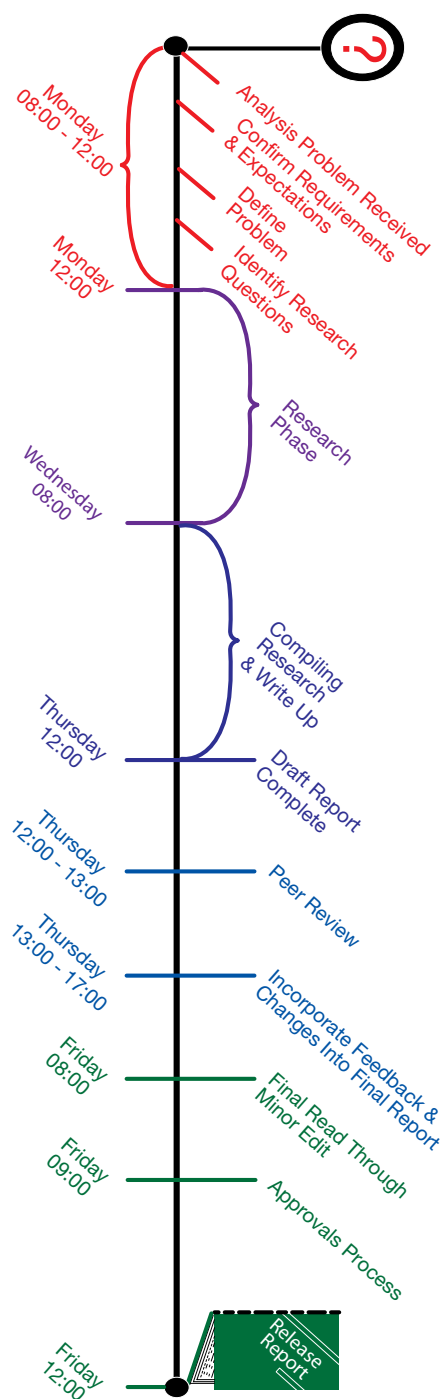 ?
Monday
08:00 - 12:00
Analysis Problem Received
Confirm Requirements
& Expectations
Define
Problem
Identify Research
Questions
Monday
12:00
Research
Phase
Wednesday
08:00
Compiling
Research
& Write Up
Thursday
12:00
Draft Report
Complete
Thursday
12:00 - 13:00
Peer Review
Thursday
13:00 - 17:00
Incorporate Feedback &
Changes Into Final Report
Friday
08:00
Final Read Through
Minor Edit
Friday
09:00
Approvals Process
Friday
12:00
Release
Report